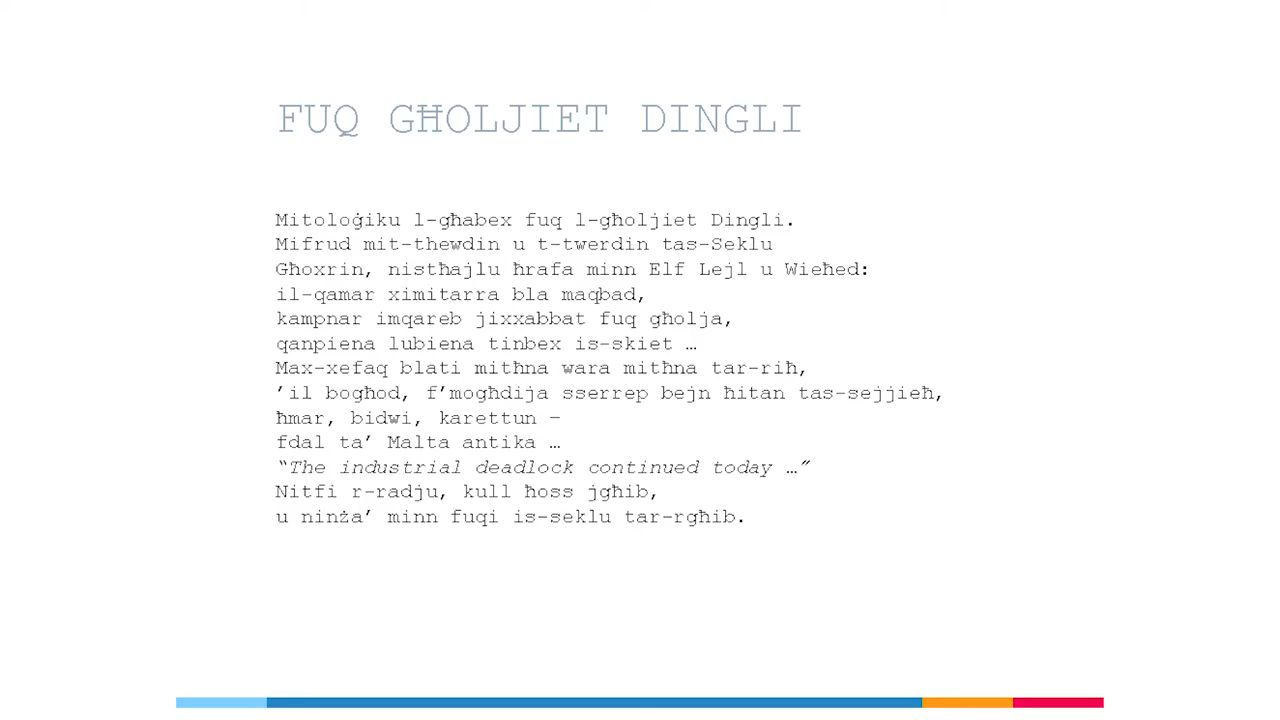 FUQ GĦOLJIET DINGLI
Mitoloġiku l-għabex fuq l-għoljiet Dingli.
Mifrud mit-thewdin u t-twerdin tas-Seklu
Għoxrin, nistħajlu ħrafa minn Elf Lejl u Wieħed:
il-qamar ximitarra bla maqbad,
kampnar imqareb jixxabbat fuq għolja,
qanpiena lubiena tinbex is-skiet …
Max-xefaq blati mitħna wara mitħna tar-riħ,
’il bogħod, f’mogħdija sserrep bejn ħitan tas-sejjieħ,
ħmar, bidwi, karettun –
fdal ta’ Malta antika …
“The industrial deadlock continued today …”
Nitfi r-radju, kull ħoss jgħib,
u ninża’ minn fuqi is-seklu tar-rgħib.